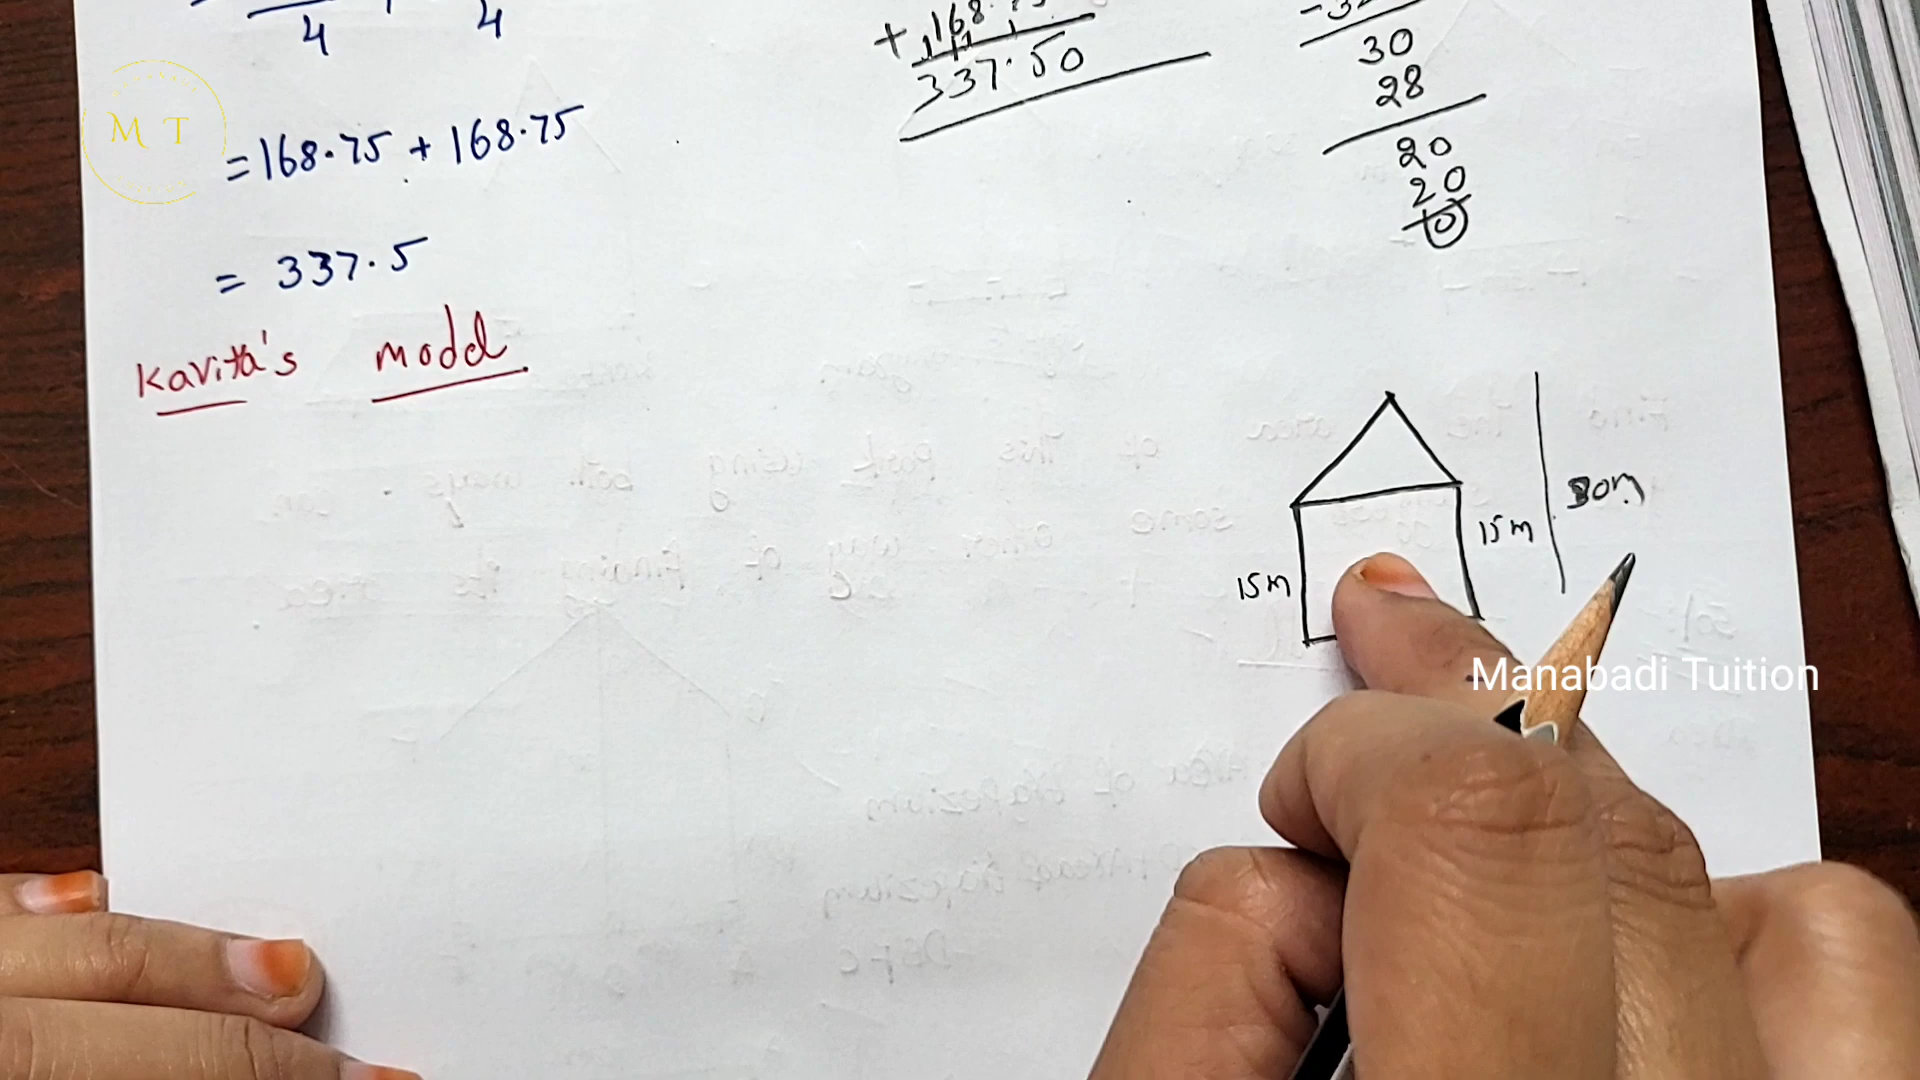 4 4
M T
= 168.75 + 168.75
= 337.5
+ 168.75
337.50
30
28
20
20
0
Kavita's model
15m
15m
30m
Manabadi Tuition